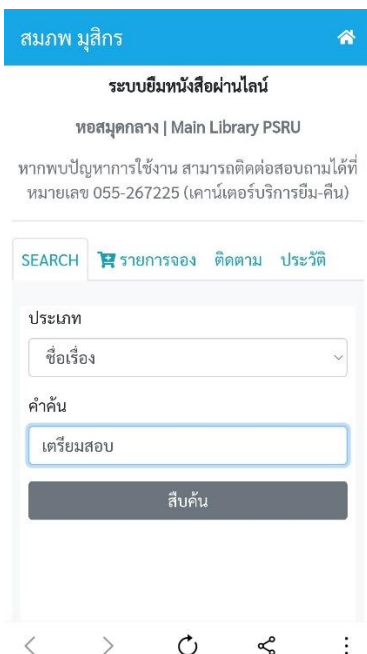 สมภพ มุสิกร
ระบบยืมหนังสือผ่านไลน์
หอสมุดกลาง | Main Library PSRU
หากพบปัญหาการใช้งาน สามารถติดต่อสอบถามได้ที่
หมายเลข 055-267225 (เคาน์เตอร์บริการยืม-คืน)
SEARCH รายการจอง ติดตาม ประวัติ
ประเภท
ชื่อเรื่อง
คำค้น
เตรียมสอบ
สืบค้น